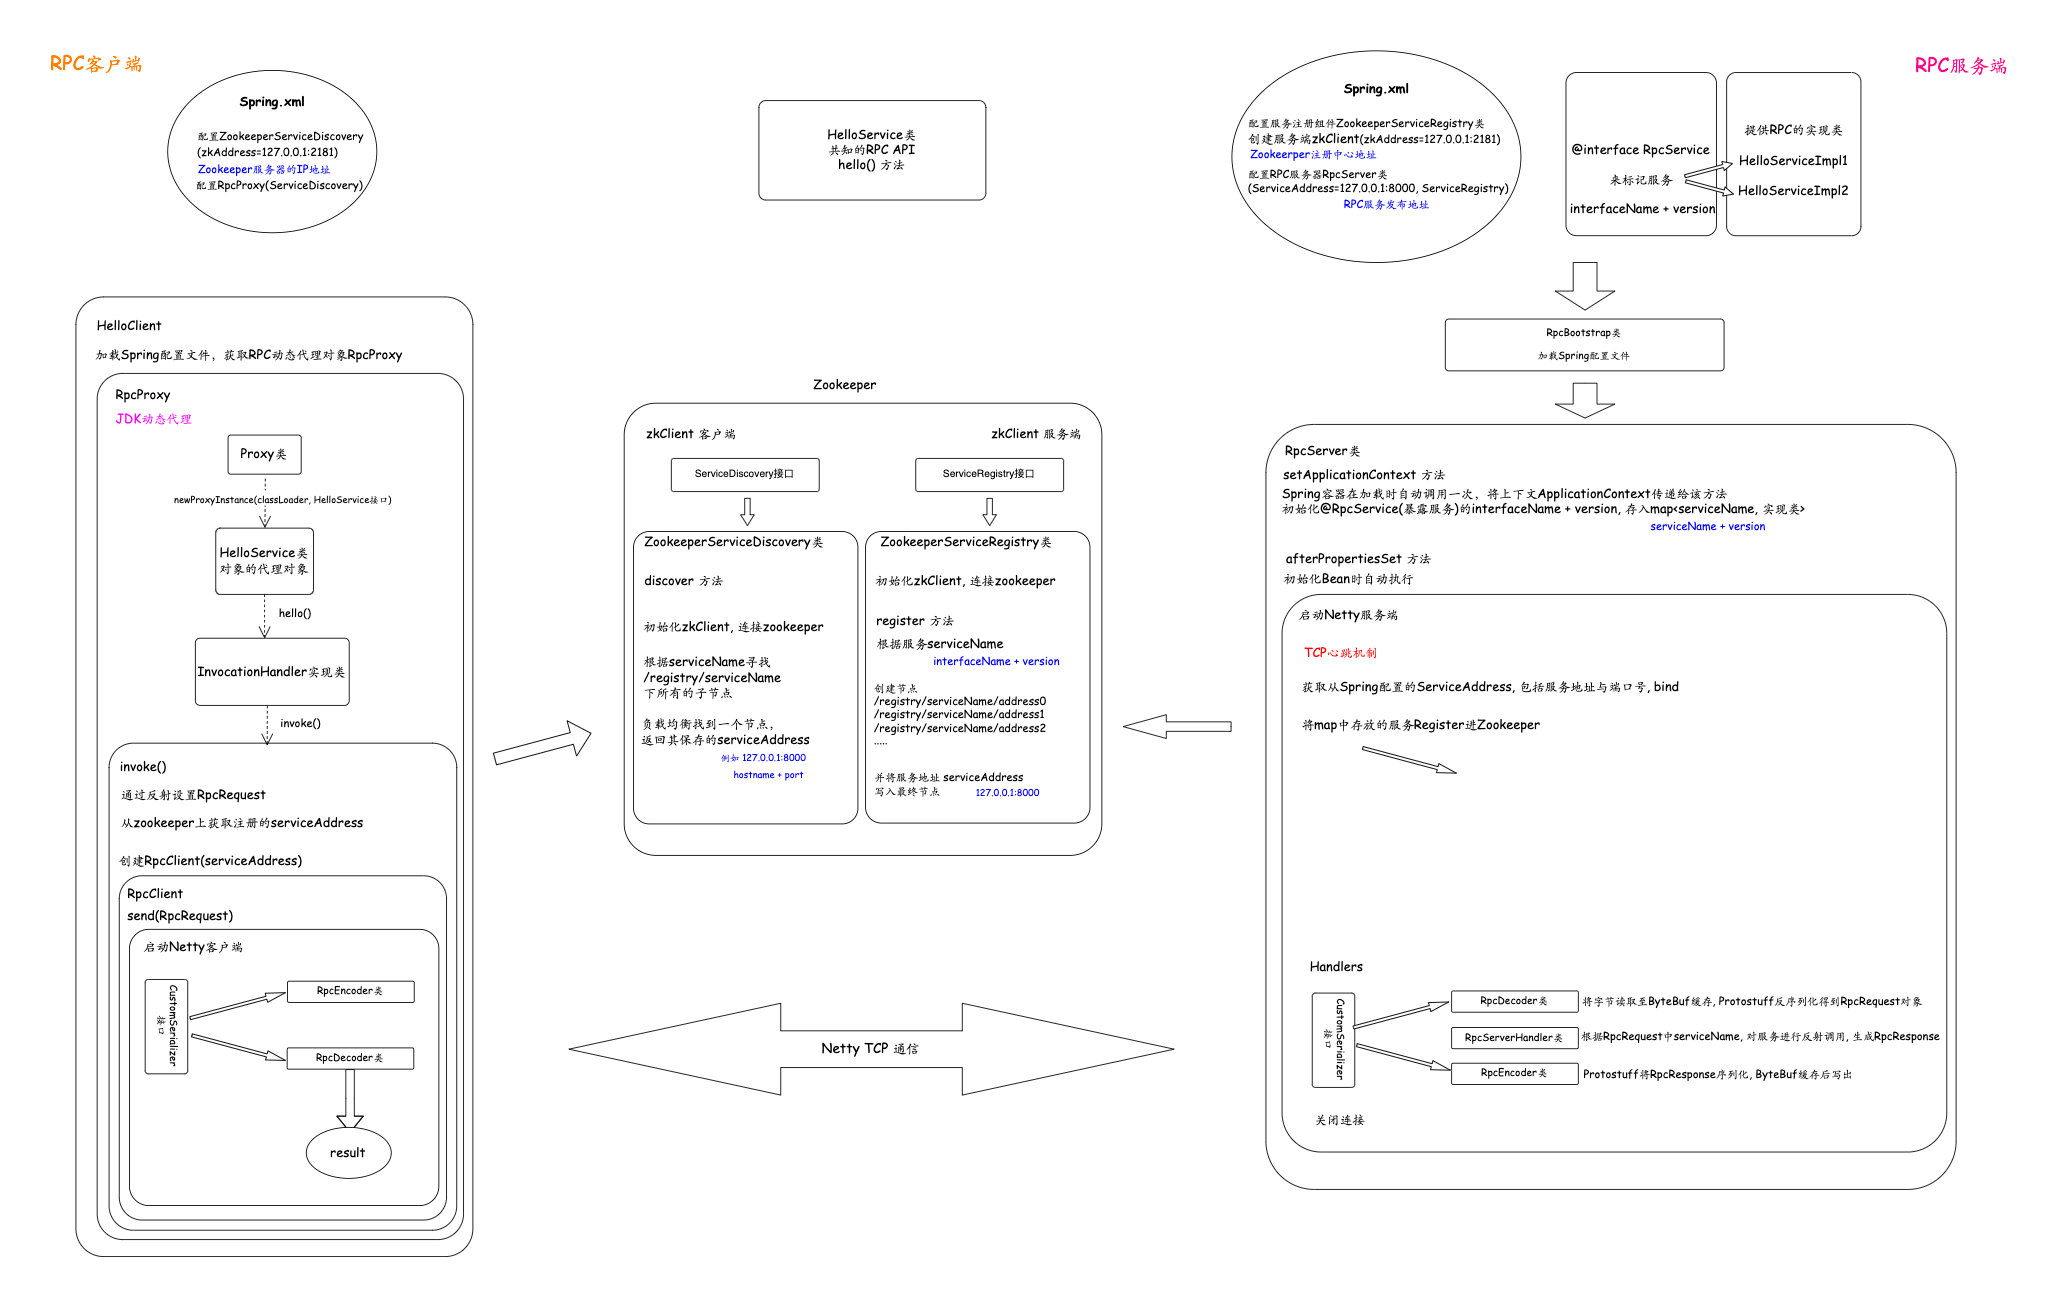 RPC客户端
Spring.xml
配置ZookeeperServiceDiscovery
(zkAddress=127.0.0.1:2181)
Zookeeper服务器的IP地址
配置RpcProxy(ServiceDiscovery)
HelloService类
共知的RPC API
hello() 方法
Spring.xml
配置服务注册组件ZookeeperServiceRegistry类
创建服务端zkClient(zkAddress=127.0.0.1:2181)
Zookeerper注册中心地址
配置RPC服务器RpcServer类
(ServiceAddress=127.0.0.1:8000, ServiceRegistry)
RPC服务发布地址
@interface RpcService
来标记服务
interfaceName + version
提供RPC的实现类
HelloServiceImpl1
HelloServiceImpl2
RPC服务端
HelloClient
加载Spring配置文件，获取RPC动态代理对象RpcProxy
RpcProxy
JDK动态代理
Proxy类
newProxyInstance(classLoader, HelloService接口)
HelloService类
对象的代理对象
hello()
InvocationHandler实现类
invoke()
invoke()
通过反射设置RpcRequest
从zookeeper上获取注册的serviceAddress
创建RpcClient(serviceAddress)
RpcClient
send(RpcRequest)
启动Netty客户端
CustomSerializer
接口
RpcEncoder类
RpcDecoder类
result
Zookeeper
zkClient 客户端
ServiceDiscovery接口
ZookeeperServiceDiscovery类
discover 方法
初始化zkClient, 连接zookeeper
根据serviceName寻找
/registry/serviceName
下所有的子节点
负载均衡找到一个节点，
返回其保存的serviceAddress
例如 127.0.0.1:8000
hostname + port
zkClient 服务端
ServiceRegistry接口
ZookeeperServiceRegistry类
初始化zkClient, 连接zookeeper
register 方法
根据服务serviceName
interfaceName + version
创建节点
/registry/serviceName/address0
/registry/serviceName/address1
/registry/serviceName/address2
.....
并将服务地址 serviceAddress
写入最终节点 127.0.0.1:8000
Netty TCP 通信
RpcBootstrap类
加载Spring配置文件
RpcServer类
setApplicationContext 方法
Spring容器在加载时自动调用一次，将上下文ApplicationContext传递给该方法
初始化@RpcService(暴露服务)的interfaceName + version, 存入map<serviceName, 实现类>
serviceName + version
afterPropertiesSet 方法
初始化Bean时自动执行
启动Netty服务端
TCP心跳机制
获取从Spring配置的ServiceAddress, 包括服务地址与端口号, bind
将map中存放的服务Register进Zookeeper
Handlers
CustomSerializer
接口
RpcDecoder类 将字节读取至ByteBuf缓存, Protostuff反序列化得到RpcRequest对象
RpcServerHandler类 根据RpcRequest中serviceName, 对服务进行反射调用, 生成RpcResponse
RpcEncoder类 Protostuff将RpcResponse序列化, ByteBuf缓存后写出
关闭连接